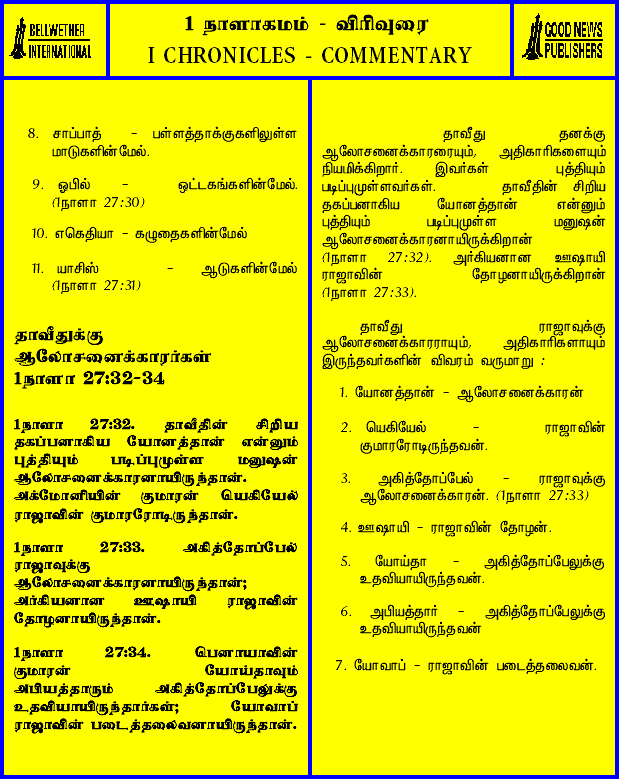 BELLWETHER
INTERNATIONAL
1 நாளாகமம் - விரிவுரை
I CHRONICLES - COMMENTARY
GOOD NEWS
PUBLISHERS
8. சாப்பாத் - பள்ளத்தாக்குகளிலுள்ள
மாடுகளின்மேல்.
9. ஓபில் - ஒட்டகங்களின்மேல்.
(1நாளா 27:30)
10. எகெதியா - கழுதைகளின்மேல்
11. யாசிஸ் - ஆடுகளின்மேல்
(1நாளா 27:31)
தாவீதுக்கு
ஆலோசனைக்காரர்கள்
1நாளா 27:32-34
1நாளா 27:32. தாவீதின் சிறிய
தகப்பனாகிய யோனத்தான் என்னும்
புத்தியும் படிப்புமுள்ள மனுஷன்
ஆலோசனைக்காரனாயிருந்தான்.
அக்மோனியின் குமாரன் யெகியேல்
ராஜாவின் குமாரரோடிருந்தான்.
1நாளா 27:33. அகித்தோப்பேல்
ராஜாவுக்கு
ஆலோசனைக்காரனாயிருந்தான்;
அர்கியனான ஊஷாயி ராஜாவின்
தோழனாயிருந்தான்.
1நாளா 27:34. பெனாயாவின்
குமாரன் யோய்தாவும்
அபியத்தாரும் அகித்தோப்பேலுக்கு
உதவியாயிருந்தார்கள்; யோவாப்
ராஜாவின் படைத்தலைவனாயிருந்தான்.
தாவீது தனக்கு
ஆலோசனைக்காரரையும், அதிகாரிகளையும்
நியமிக்கிறார். இவர்கள் புத்தியும்
படிப்புமுள்ளவர்கள். தாவீதின் சிறிய
தகப்பனாகிய யோனத்தான் என்னும்
புத்தியும் படிப்புமுள்ள மனுஷன்
ஆலோசனைக்காரனாயிருக்கிறான்
(1நாளா 27:32). அர்கியனான ஊஷாயி
ராஜாவின் தோழனாயிருக்கிறான்
(1நாளா 27:33).
தாவீது ராஜாவுக்கு
ஆலோசனைக்காரராயும், அதிகாரிகளாயும்
இருந்தவர்களின் விவரம் வருமாறு :
1. யோனத்தான் - ஆலோசனைக்காரன்
2. யெகியேல் - ராஜாவின்
குமாரரோடிருந்தவன்.
3. அகித்தோப்பேல் - ராஜாவுக்கு
ஆலோசனைக்காரன். (1நாளா 27:33)
4. ஊஷாயி - ராஜாவின் தோழன்.
5. யோய்தா - அகித்தோப்பேலுக்கு
உதவியாயிருந்தவன்.
6. அபியத்தார் - அகித்தோப்பேலுக்கு
உதவியாயிருந்தவன்
7. யோவாப் - ராஜாவின் படைத்தலைவன்.